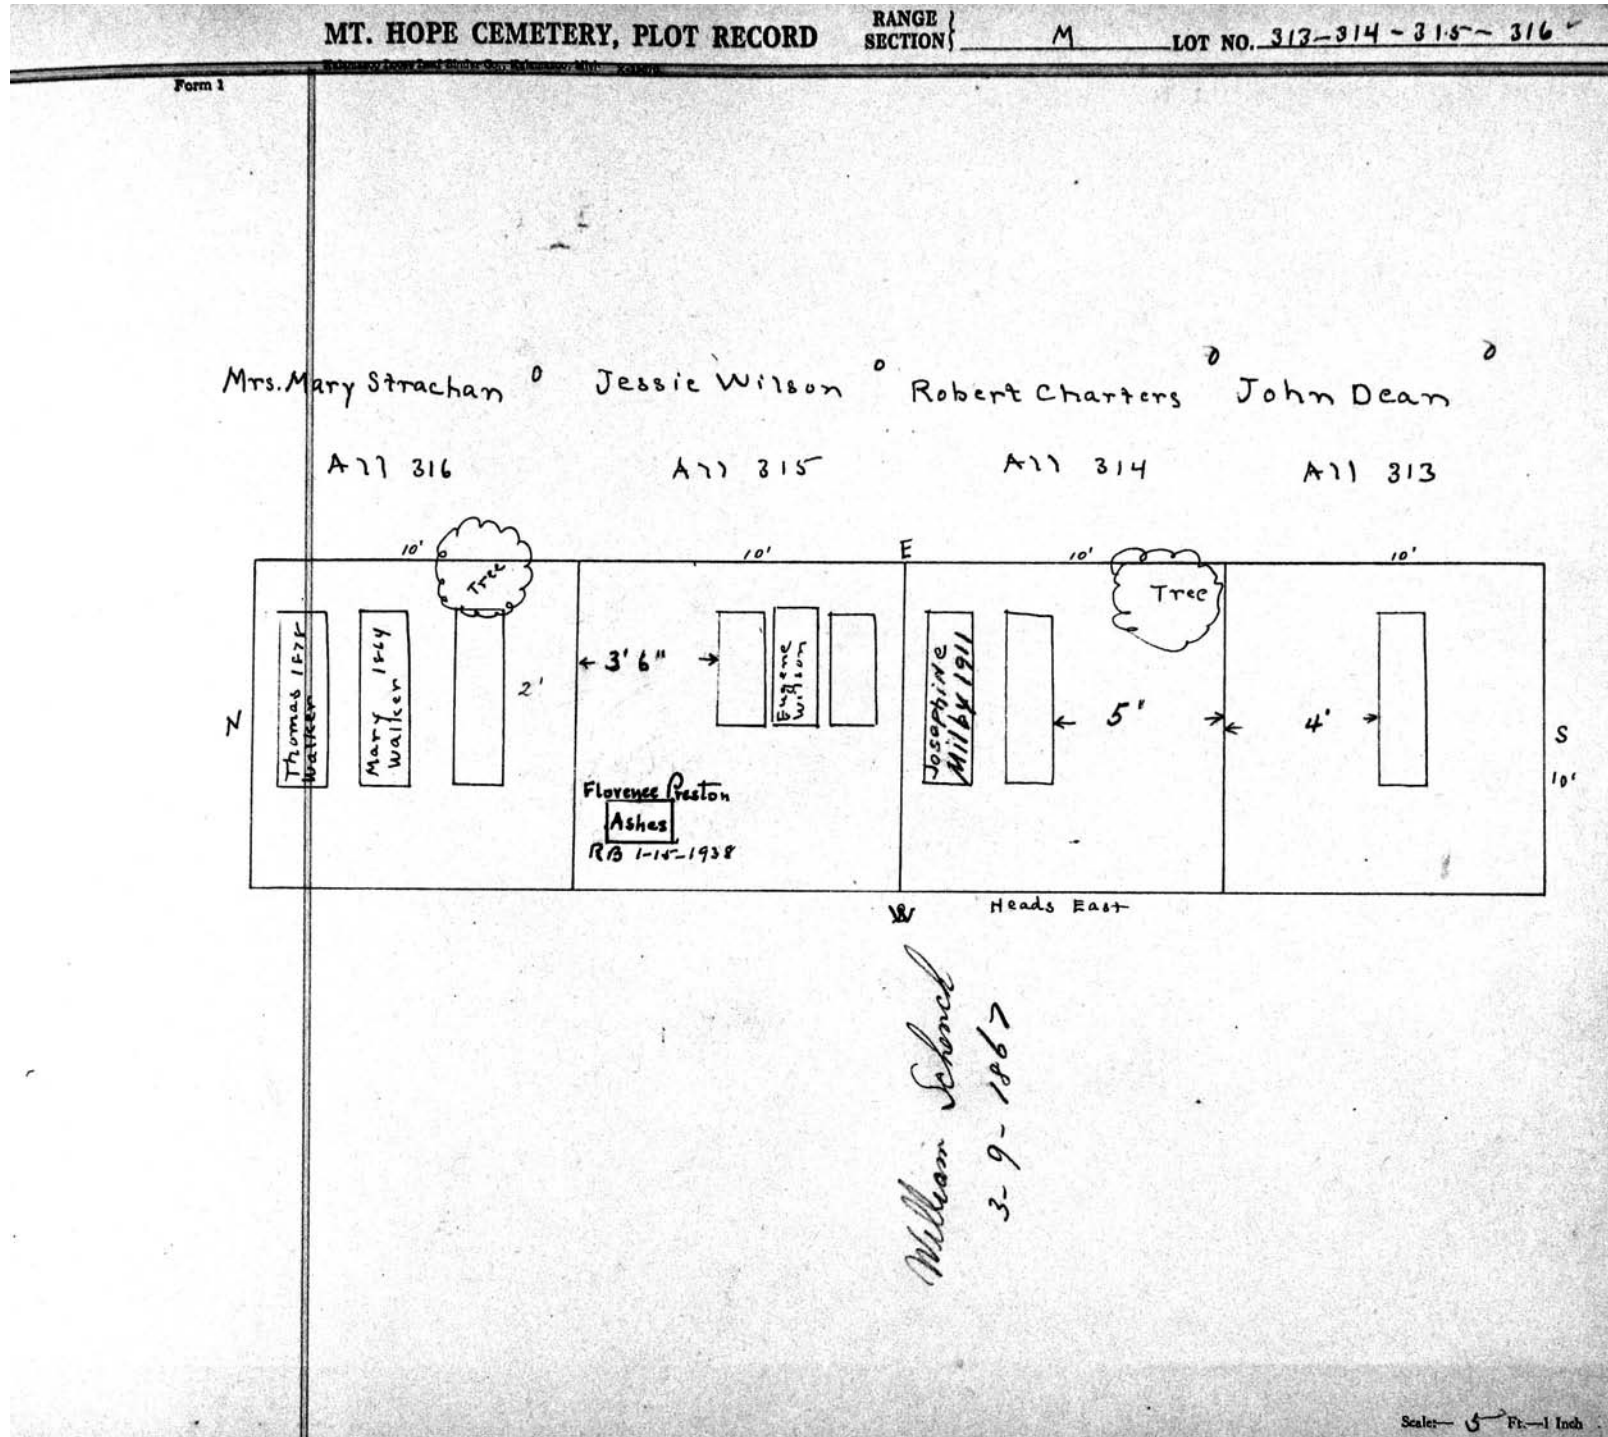 MT. HOPE CEMETERY, PLOT RECORD RANGE SECTION M LOT NO. 313-314-315-316
Form 1
Mrs. Mary Strachan Jessie Wilson Robert Charters John Dean
All 316 All 315 All 314 All 313
10' 10' E 10' 10'
Tree Tree
Thomas Walker 1878
Mary Walker 1864
2'
3' 6"
Eugene Wilson
Josephine Milby 1911
5'
4'
N
S
10'
Florence Preston
Ashes
RB 1-15-1938
W
Heads East
William Schenck
3-9-1867
Scale:— 5 Ft.—1 Inch